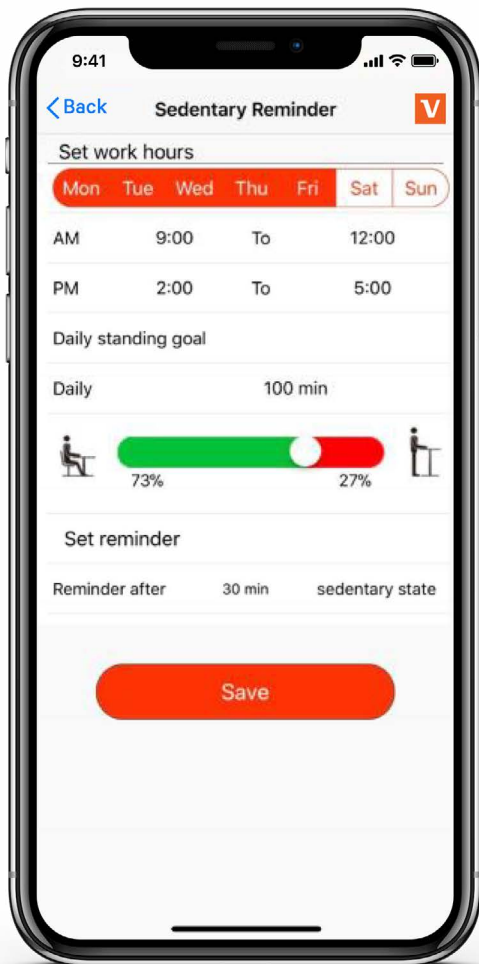 9:41
Back Sedentary Reminder V
Set work hours
Mon Tue Wed Thu Fri Sat Sun
AM 9:00 To 12:00
PM 2:00 To 5:00
Daily standing goal
Daily 100 min
73% 27%
Set reminder
Reminder after 30 min sedentary state
Save